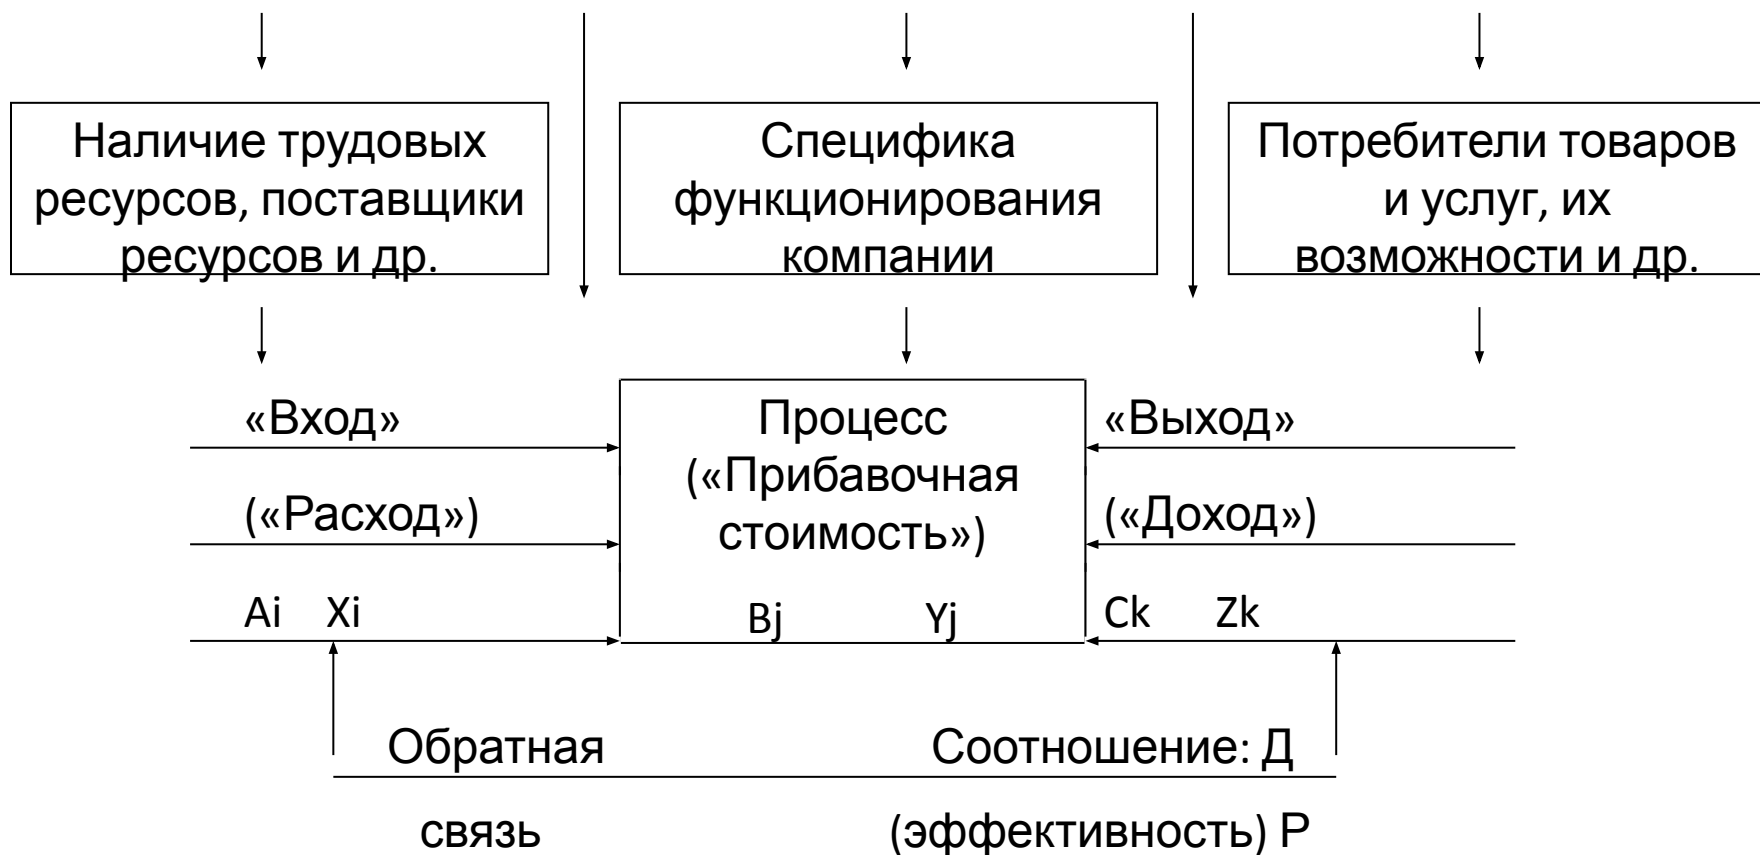 Наличие трудовых
ресурсов, поставщики
ресурсов и др.
Специфика
функционирования
компании
Потребители товаров
и услуг, их
возможности и др.
«Вход»
(«Расход»)
Ai Xi
Процесс
(«Прибавочная
стоимость»)
Bj Yj
«Выход»
(«Доход»)
Ck Zk
Обратная
связь
Соотношение: Д
(эффективность) Р